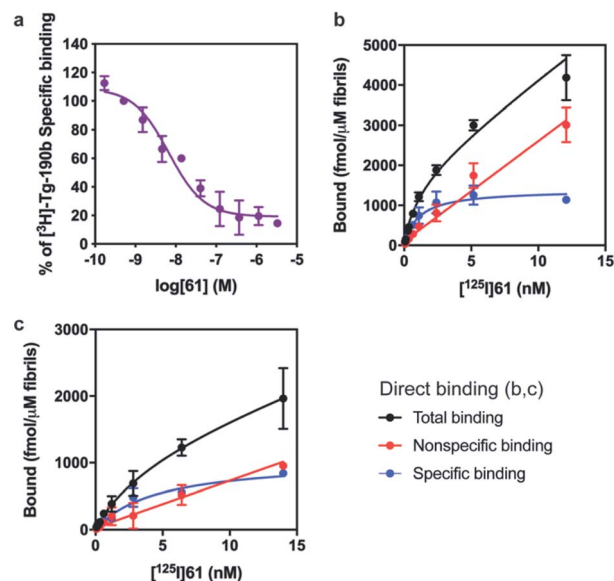 a
% of [³H]-Tg-190b Specific binding
140
120
100
80
60
40
20
0
-10 -9 -8 -7 -6 -5
log[61] (M)
b
Bound (fmol/μM fibrils)
5000
4000
3000
2000
1000
0
0 5 10 15
[¹²⁵I]61 (nM)
c
Bound (fmol/μM fibrils)
3000
2000
1000
0
0 5 10 15
[¹²⁵I]61 (nM)
Direct binding (b,c)
Total binding
Nonspecific binding
Specific binding